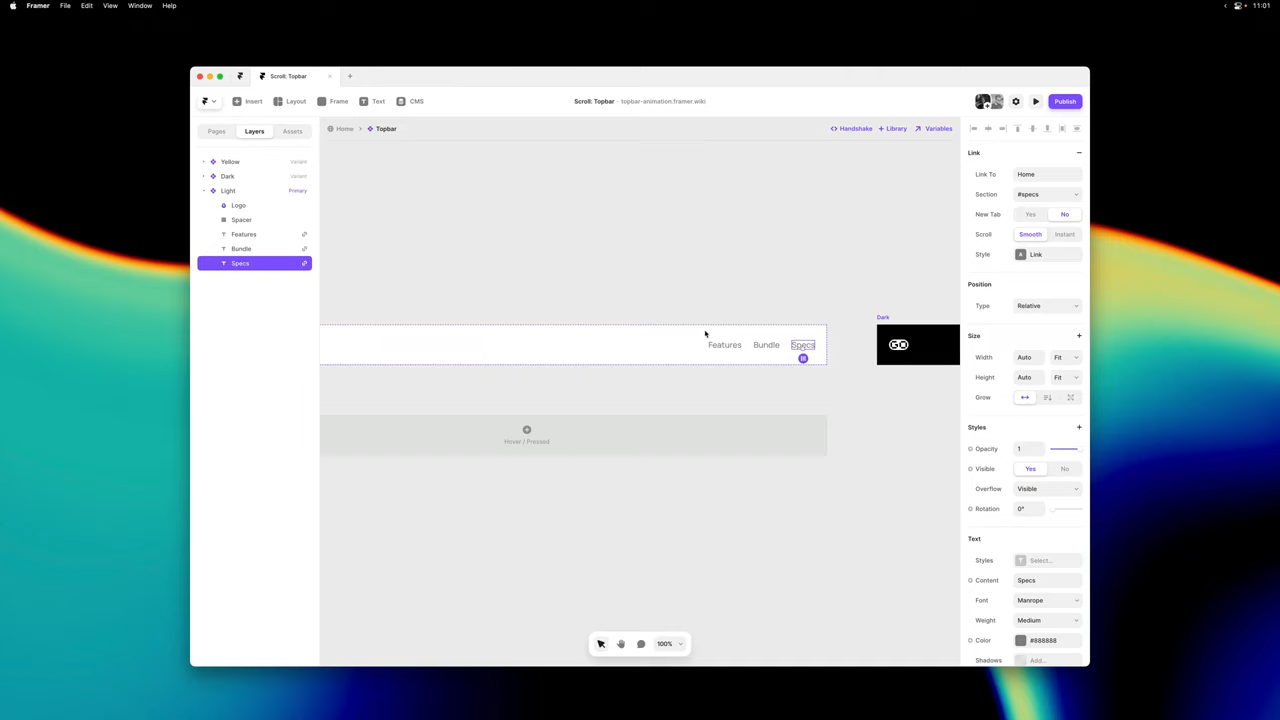 Framer File Edit View Window Help 11:01
Scroll: Topbar
Insert Layout Frame Text CMS Scroll: Topbar · topbar-animation.framer.wiki Publish
Pages Layers Assets
Home Topbar Handshake Library Variables
Yellow Variant
Dark Variant
Light Primary
Logo
Spacer
Features
Bundle
Specs
Features Bundle Specs
Hover / Pressed
Dark
GO
100%
Link
Link To Home
Section #specs
New Tab Yes No
Scroll Smooth Instant
Style A Link
Position
Type Relative
Size
Width Auto Fit
Height Auto Fit
Grow
Styles
Opacity 1
Visible Yes No
Overflow Visible
Rotation 0°
Text
Styles T Select...
Content Specs
Font Manrope
Weight Medium
Color #888888
Shadows Add...